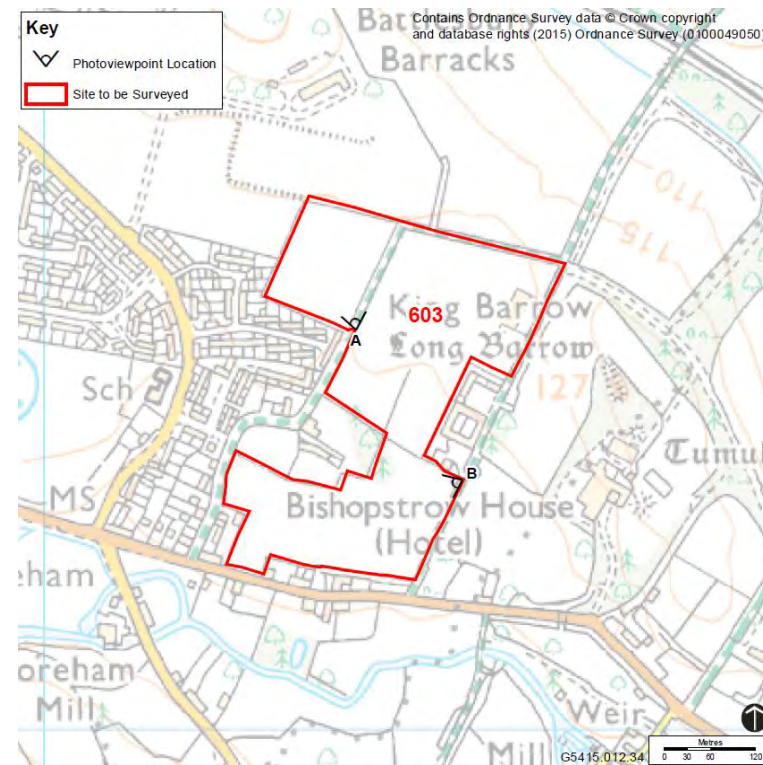 Key
Photoviewpoint Location
Site to be Surveyed
Contains Ordnance Survey data © Crown copyright
and database rights (2015) Ordnance Survey (0100049050)
Battlesbury
Barracks
110
115
King Barrow
603
Long Barrow
A
127
Sch
Tumul
B
MS
Bishopstrow House
(Hotel)
eham
oreham
Mill
Weir
Mill
G5415.012.34
Metres
0 30 60 120